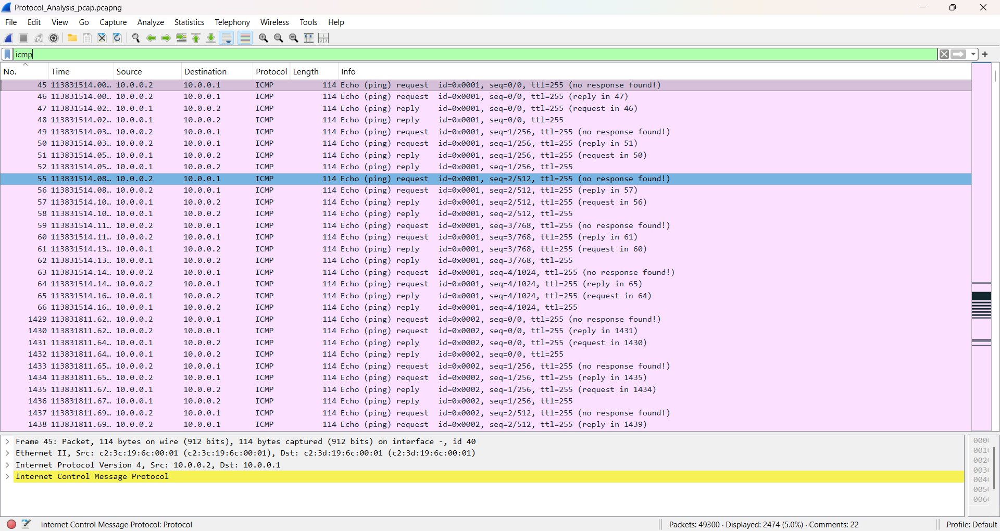 Protocol_Analysis_pcap.pcapng
File Edit View Go Capture Analyze Statistics Telephony Wireless Tools Help
icmp
No. Time Source Destination Protocol Length Info
45 113831514.00… 10.0.0.2 10.0.0.1 ICMP 114 Echo (ping) request id=0x0001, seq=0/0, ttl=255 (no response found!)
46 113831514.00… 10.0.0.2 10.0.0.1 ICMP 114 Echo (ping) request id=0x0001, seq=0/0, ttl=255 (reply in 47)
47 113831514.02… 10.0.0.1 10.0.0.2 ICMP 114 Echo (ping) reply id=0x0001, seq=0/0, ttl=255 (request in 46)
48 113831514.02… 10.0.0.1 10.0.0.2 ICMP 114 Echo (ping) reply id=0x0001, seq=0/0, ttl=255
49 113831514.03… 10.0.0.2 10.0.0.1 ICMP 114 Echo (ping) request id=0x0001, seq=1/256, ttl=255 (no response found!)
50 113831514.03… 10.0.0.2 10.0.0.1 ICMP 114 Echo (ping) request id=0x0001, seq=1/256, ttl=255 (reply in 51)
51 113831514.05… 10.0.0.1 10.0.0.2 ICMP 114 Echo (ping) reply id=0x0001, seq=1/256, ttl=255 (request in 50)
52 113831514.05… 10.0.0.1 10.0.0.2 ICMP 114 Echo (ping) reply id=0x0001, seq=1/256, ttl=255
55 113831514.08… 10.0.0.2 10.0.0.1 ICMP 114 Echo (ping) request id=0x0001, seq=2/512, ttl=255 (no response found!)
56 113831514.08… 10.0.0.2 10.0.0.1 ICMP 114 Echo (ping) request id=0x0001, seq=2/512, ttl=255 (reply in 57)
57 113831514.10… 10.0.0.1 10.0.0.2 ICMP 114 Echo (ping) reply id=0x0001, seq=2/512, ttl=255 (request in 56)
58 113831514.10… 10.0.0.1 10.0.0.2 ICMP 114 Echo (ping) reply id=0x0001, seq=2/512, ttl=255
59 113831514.11… 10.0.0.2 10.0.0.1 ICMP 114 Echo (ping) request id=0x0001, seq=3/768, ttl=255 (no response found!)
60 113831514.11… 10.0.0.2 10.0.0.1 ICMP 114 Echo (ping) request id=0x0001, seq=3/768, ttl=255 (reply in 61)
61 113831514.13… 10.0.0.1 10.0.0.2 ICMP 114 Echo (ping) reply id=0x0001, seq=3/768, ttl=255 (request in 60)
62 113831514.13… 10.0.0.1 10.0.0.2 ICMP 114 Echo (ping) reply id=0x0001, seq=3/768, ttl=255
63 113831514.14… 10.0.0.2 10.0.0.1 ICMP 114 Echo (ping) request id=0x0001, seq=4/1024, ttl=255 (no response found!)
64 113831514.14… 10.0.0.2 10.0.0.1 ICMP 114 Echo (ping) request id=0x0001, seq=4/1024, ttl=255 (reply in 65)
65 113831514.16… 10.0.0.1 10.0.0.2 ICMP 114 Echo (ping) reply id=0x0001, seq=4/1024, ttl=255 (request in 64)
66 113831514.16… 10.0.0.1 10.0.0.2 ICMP 114 Echo (ping) reply id=0x0001, seq=4/1024, ttl=255
1429 113831811.62… 10.0.0.2 10.0.0.1 ICMP 114 Echo (ping) request id=0x0002, seq=0/0, ttl=255 (no response found!)
1430 113831811.62… 10.0.0.2 10.0.0.1 ICMP 114 Echo (ping) request id=0x0002, seq=0/0, ttl=255 (reply in 1431)
1431 113831811.64… 10.0.0.1 10.0.0.2 ICMP 114 Echo (ping) reply id=0x0002, seq=0/0, ttl=255 (request in 1430)
1432 113831811.64… 10.0.0.1 10.0.0.2 ICMP 114 Echo (ping) reply id=0x0002, seq=0/0, ttl=255
1433 113831811.65… 10.0.0.2 10.0.0.1 ICMP 114 Echo (ping) request id=0x0002, seq=1/256, ttl=255 (no response found!)
1434 113831811.65… 10.0.0.2 10.0.0.1 ICMP 114 Echo (ping) request id=0x0002, seq=1/256, ttl=255 (reply in 1435)
1435 113831811.67… 10.0.0.1 10.0.0.2 ICMP 114 Echo (ping) reply id=0x0002, seq=1/256, ttl=255 (request in 1434)
1436 113831811.67… 10.0.0.1 10.0.0.2 ICMP 114 Echo (ping) reply id=0x0002, seq=1/256, ttl=255
1437 113831811.69… 10.0.0.2 10.0.0.1 ICMP 114 Echo (ping) request id=0x0002, seq=2/512, ttl=255 (no response found!)
1438 113831811.69… 10.0.0.2 10.0.0.1 ICMP 114 Echo (ping) request id=0x0002, seq=2/512, ttl=255 (reply in 1439)
Frame 45: Packet, 114 bytes on wire (912 bits), 114 bytes captured (912 bits) on interface -, id 40
Ethernet II, Src: c2:3c:19:6c:00:01 (c2:3c:19:6c:00:01), Dst: c2:3d:19:6c:00:01 (c2:3d:19:6c:00:01)
Internet Protocol Version 4, Src: 10.0.0.2, Dst: 10.0.0.1
Internet Control Message Protocol
000
001
002
003
004
005
006
Internet Control Message Protocol: Protocol
Packets: 49300 · Displayed: 2474 (5.0%) · Comments: 22
Profile: Default